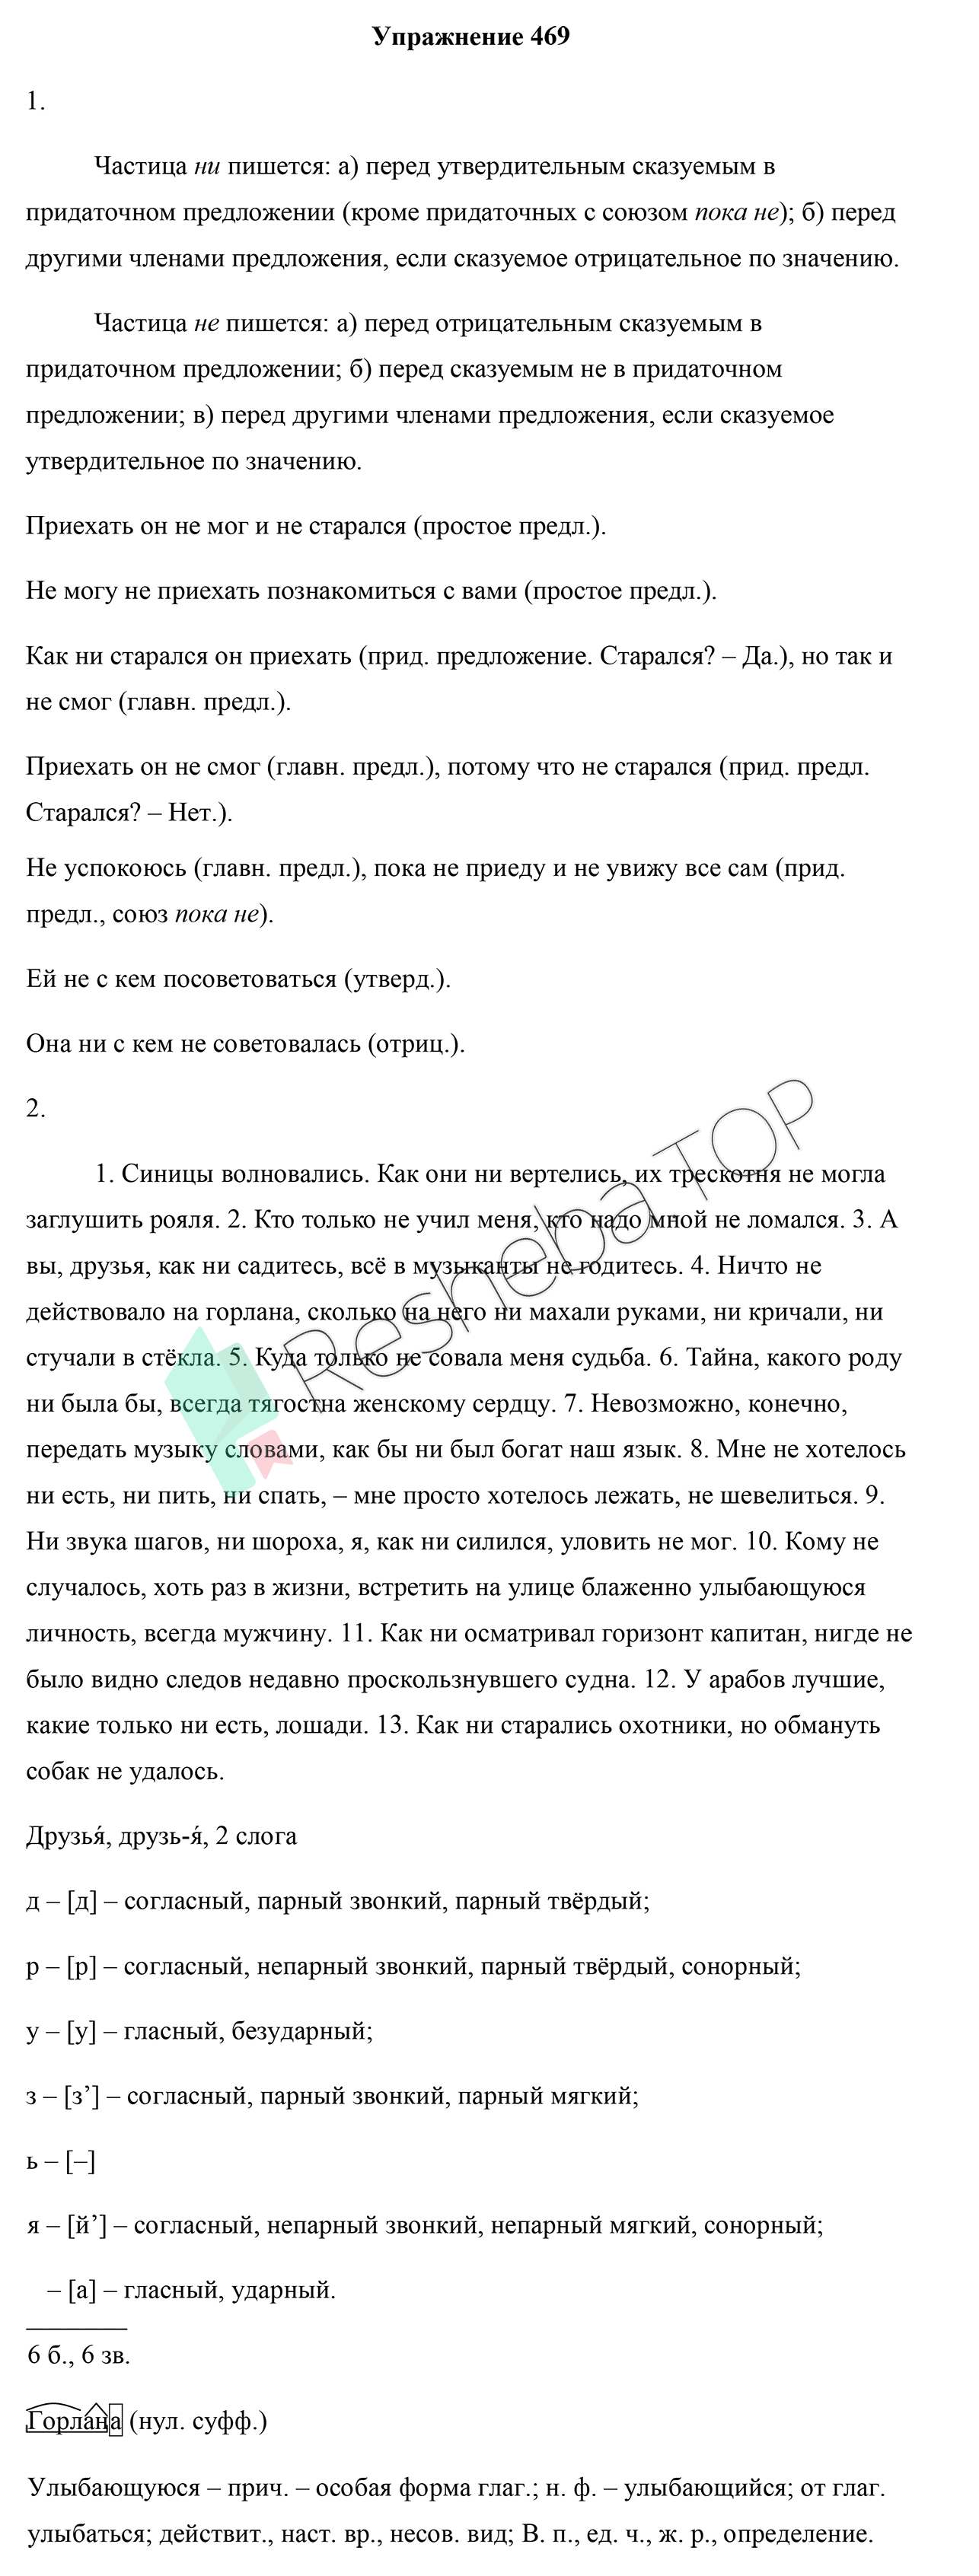 Упражнение 469
1.
Частица ни пишется: а) перед утвердительным сказуемым в
придаточном предложении (кроме придаточных с союзом пока не); б) перед
другими членами предложения, если сказуемое отрицательное по значению.
Частица не пишется: а) перед отрицательным сказуемым в
придаточном предложении; б) перед сказуемым не в придаточном
предложении; в) перед другими членами предложения, если сказуемое
утвердительное по значению.
Приехать он не мог и не старался (простое предл.).
Не могу не приехать познакомиться с вами (простое предл.).
Как ни старался он приехать (прид. предложение. Старался? – Да.), но так и
не смог (главн. предл.).
Приехать он не смог (главн. предл.), потому что не старался (прид. предл.
Старался? – Нет.).
Не успокоюсь (главн. предл.), пока не приеду и не увижу все сам (прид.
предл., союз пока не).
Ей не с кем посоветоваться (утверд.).
Она ни с кем не советовалась (отриц.).
2.
1. Синицы волновались. Как они ни вертелись, их трескотня не могла
заглушить рояля. 2. Кто только не учил меня, кто надо мной не ломался. 3. А
вы, друзья, как ни садитесь, всё в музыканты не годитесь. 4. Ничто не
действовало на горлана, сколько на него ни махали руками, ни кричали, ни
стучали в стёкла. 5. Куда только не совала меня судьба. 6. Тайна, какого роду
ни была бы, всегда тягостна женскому сердцу. 7. Невозможно, конечно,
передать музыку словами, как бы ни был богат наш язык. 8. Мне не хотелось
ни есть, ни пить, ни спать, – мне просто хотелось лежать, не шевелиться. 9.
Ни звука шагов, ни шороха, я, как ни силился, уловить не мог. 10. Кому не
случалось, хоть раз в жизни, встретить на улице блаженно улыбающуюся
личность, всегда мужчину. 11. Как ни осматривал горизонт капитан, нигде не
было видно следов недавно проскользнувшего судна. 12. У арабов лучшие,
какие только ни есть, лошади. 13. Как ни старались охотники, но обмануть
собак не удалось.
Друзья́, друзь-я́, 2 слога
д – [д] – согласный, парный звонкий, парный твёрдый;
р – [р] – согласный, непарный звонкий, парный твёрдый, сонорный;
у – [у] – гласный, безударный;
з – [з’] – согласный, парный звонкий, парный мягкий;
ь – [–]
я – [й’] – согласный, непарный звонкий, непарный мягкий, сонорный;
– [а] – гласный, ударный.
6 б., 6 зв.
Горлана (нул. суфф.)
Улыбающуюся – прич. – особая форма глаг.; н. ф. – улыбающийся; от глаг.
улыбаться; действит., наст. вр., несов. вид; В. п., ед. ч., ж. р., определение.
Resheba.TOP